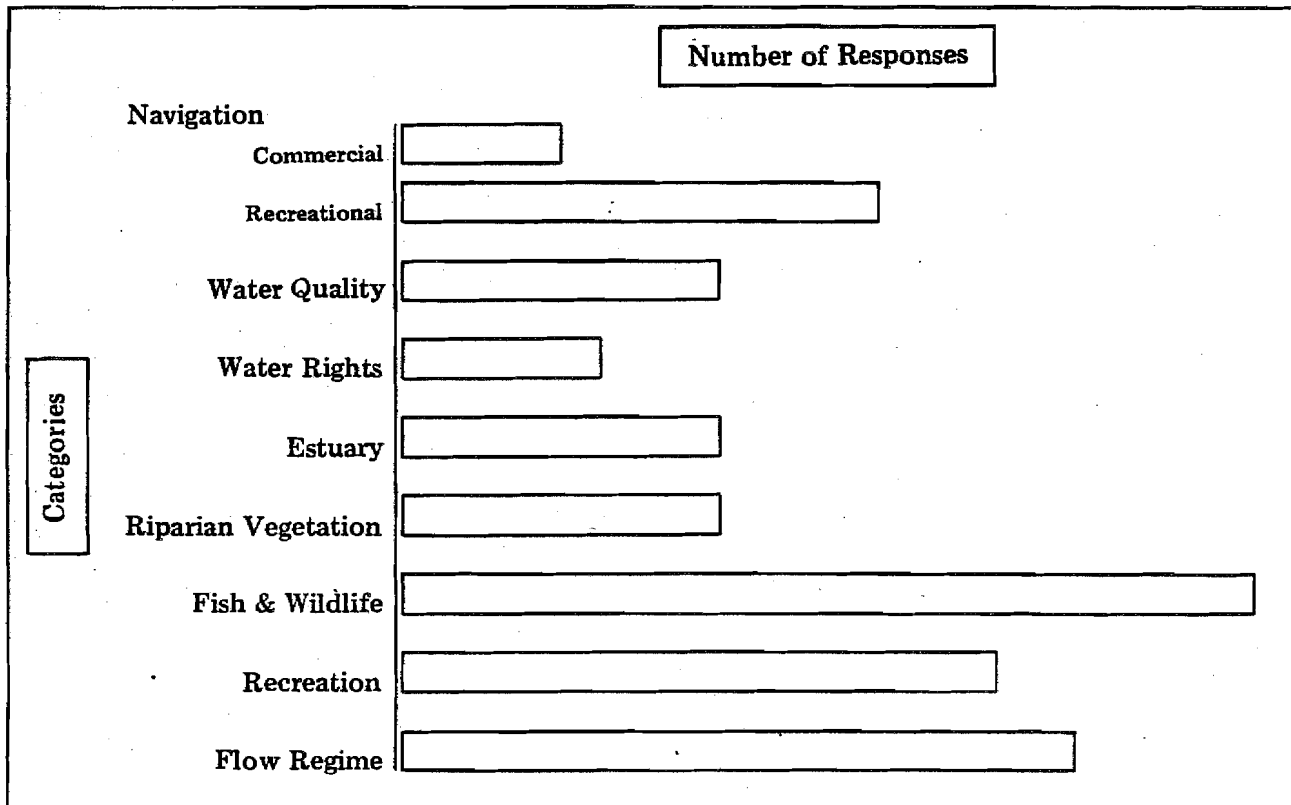 Number of Responses
Navigation
Commercial
Recreational
Water Quality
Water Rights
Estuary
Riparian Vegetation
Fish & Wildlife
Recreation
Flow Regime
Categories